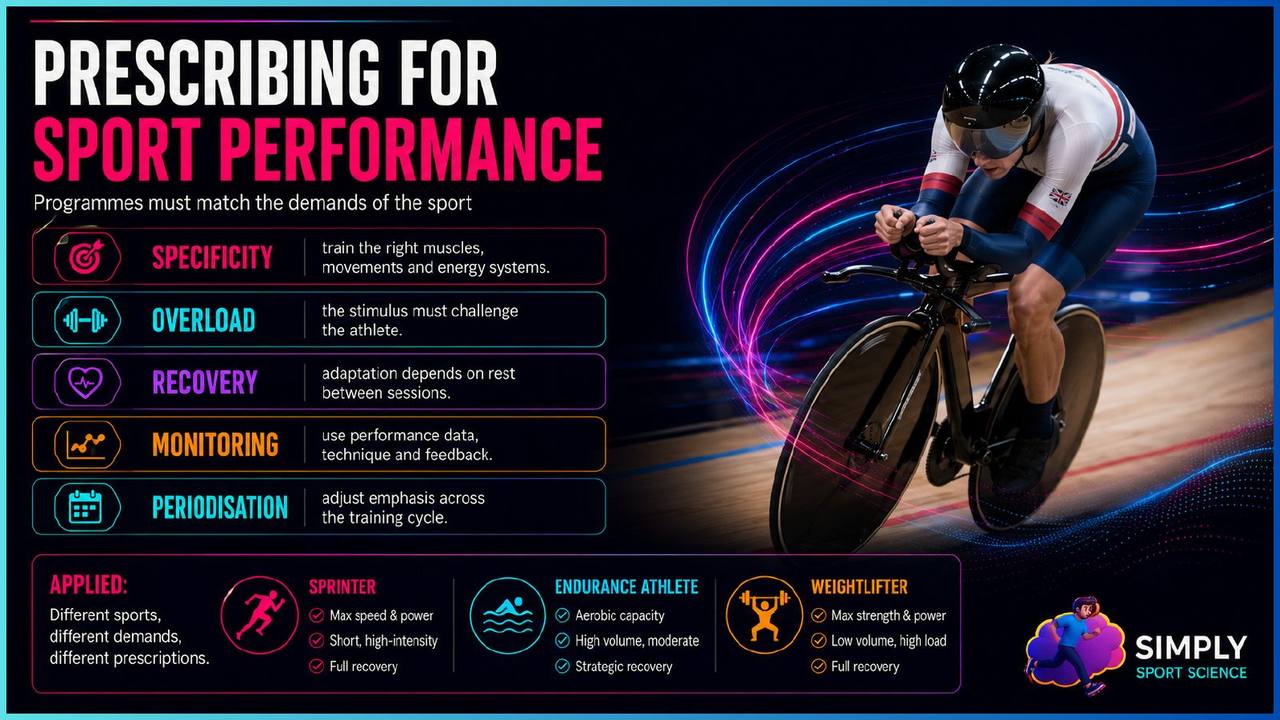 PRESCRIBING FOR
SPORT PERFORMANCE
Programmes must match the demands of the sport
SPECIFICITY
train the right muscles,
movements and energy systems.
OVERLOAD
the stimulus must challenge
the athlete.
RECOVERY
adaptation depends on rest
between sessions.
MONITORING
use performance data,
technique and feedback.
PERIODISATION
adjust emphasis across
the training cycle.
APPLIED:
Different sports,
different demands,
different prescriptions.
SPRINTER
Max speed & power
Short, high-intensity
Full recovery
ENDURANCE ATHLETE
Aerobic capacity
High volume, moderate
Strategic recovery
WEIGHTLIFTER
Max strength & power
Low volume, high load
Full recovery
SIMPLY
SPORT SCIENCE